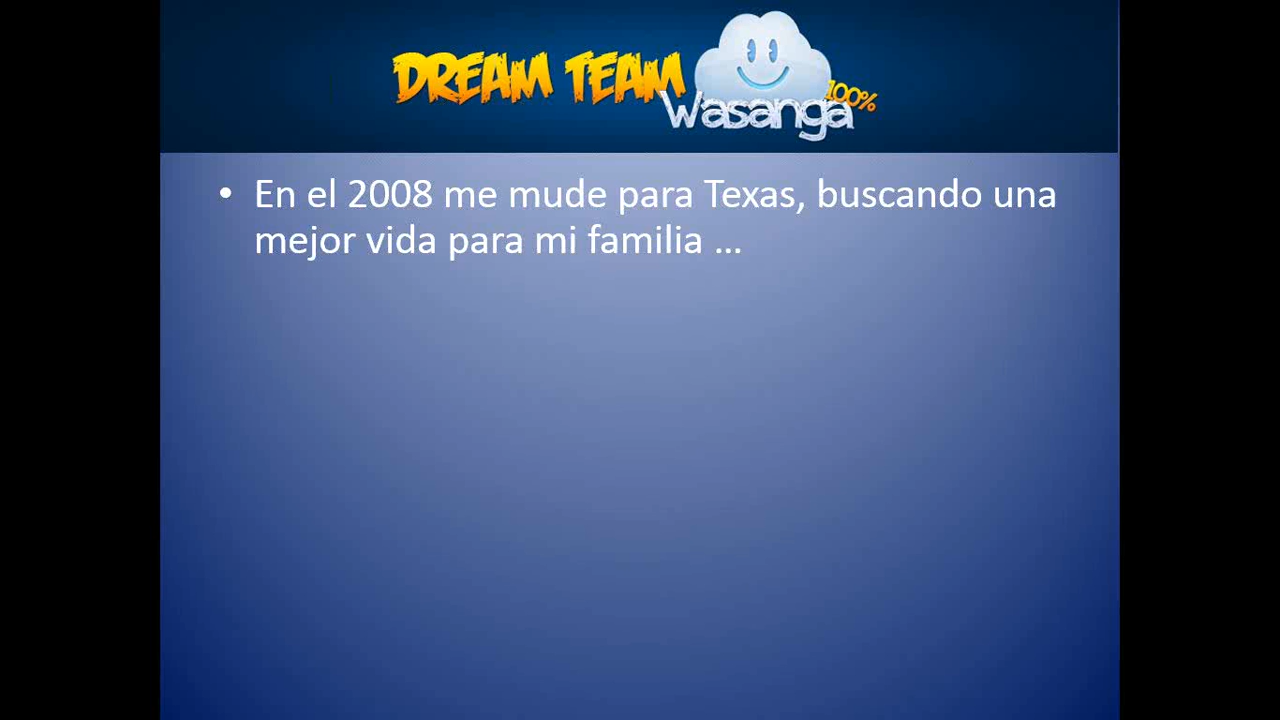 DREAM TEAM
Wasanga 100%
• En el 2008 me mude para Texas, buscando una
mejor vida para mi familia ...